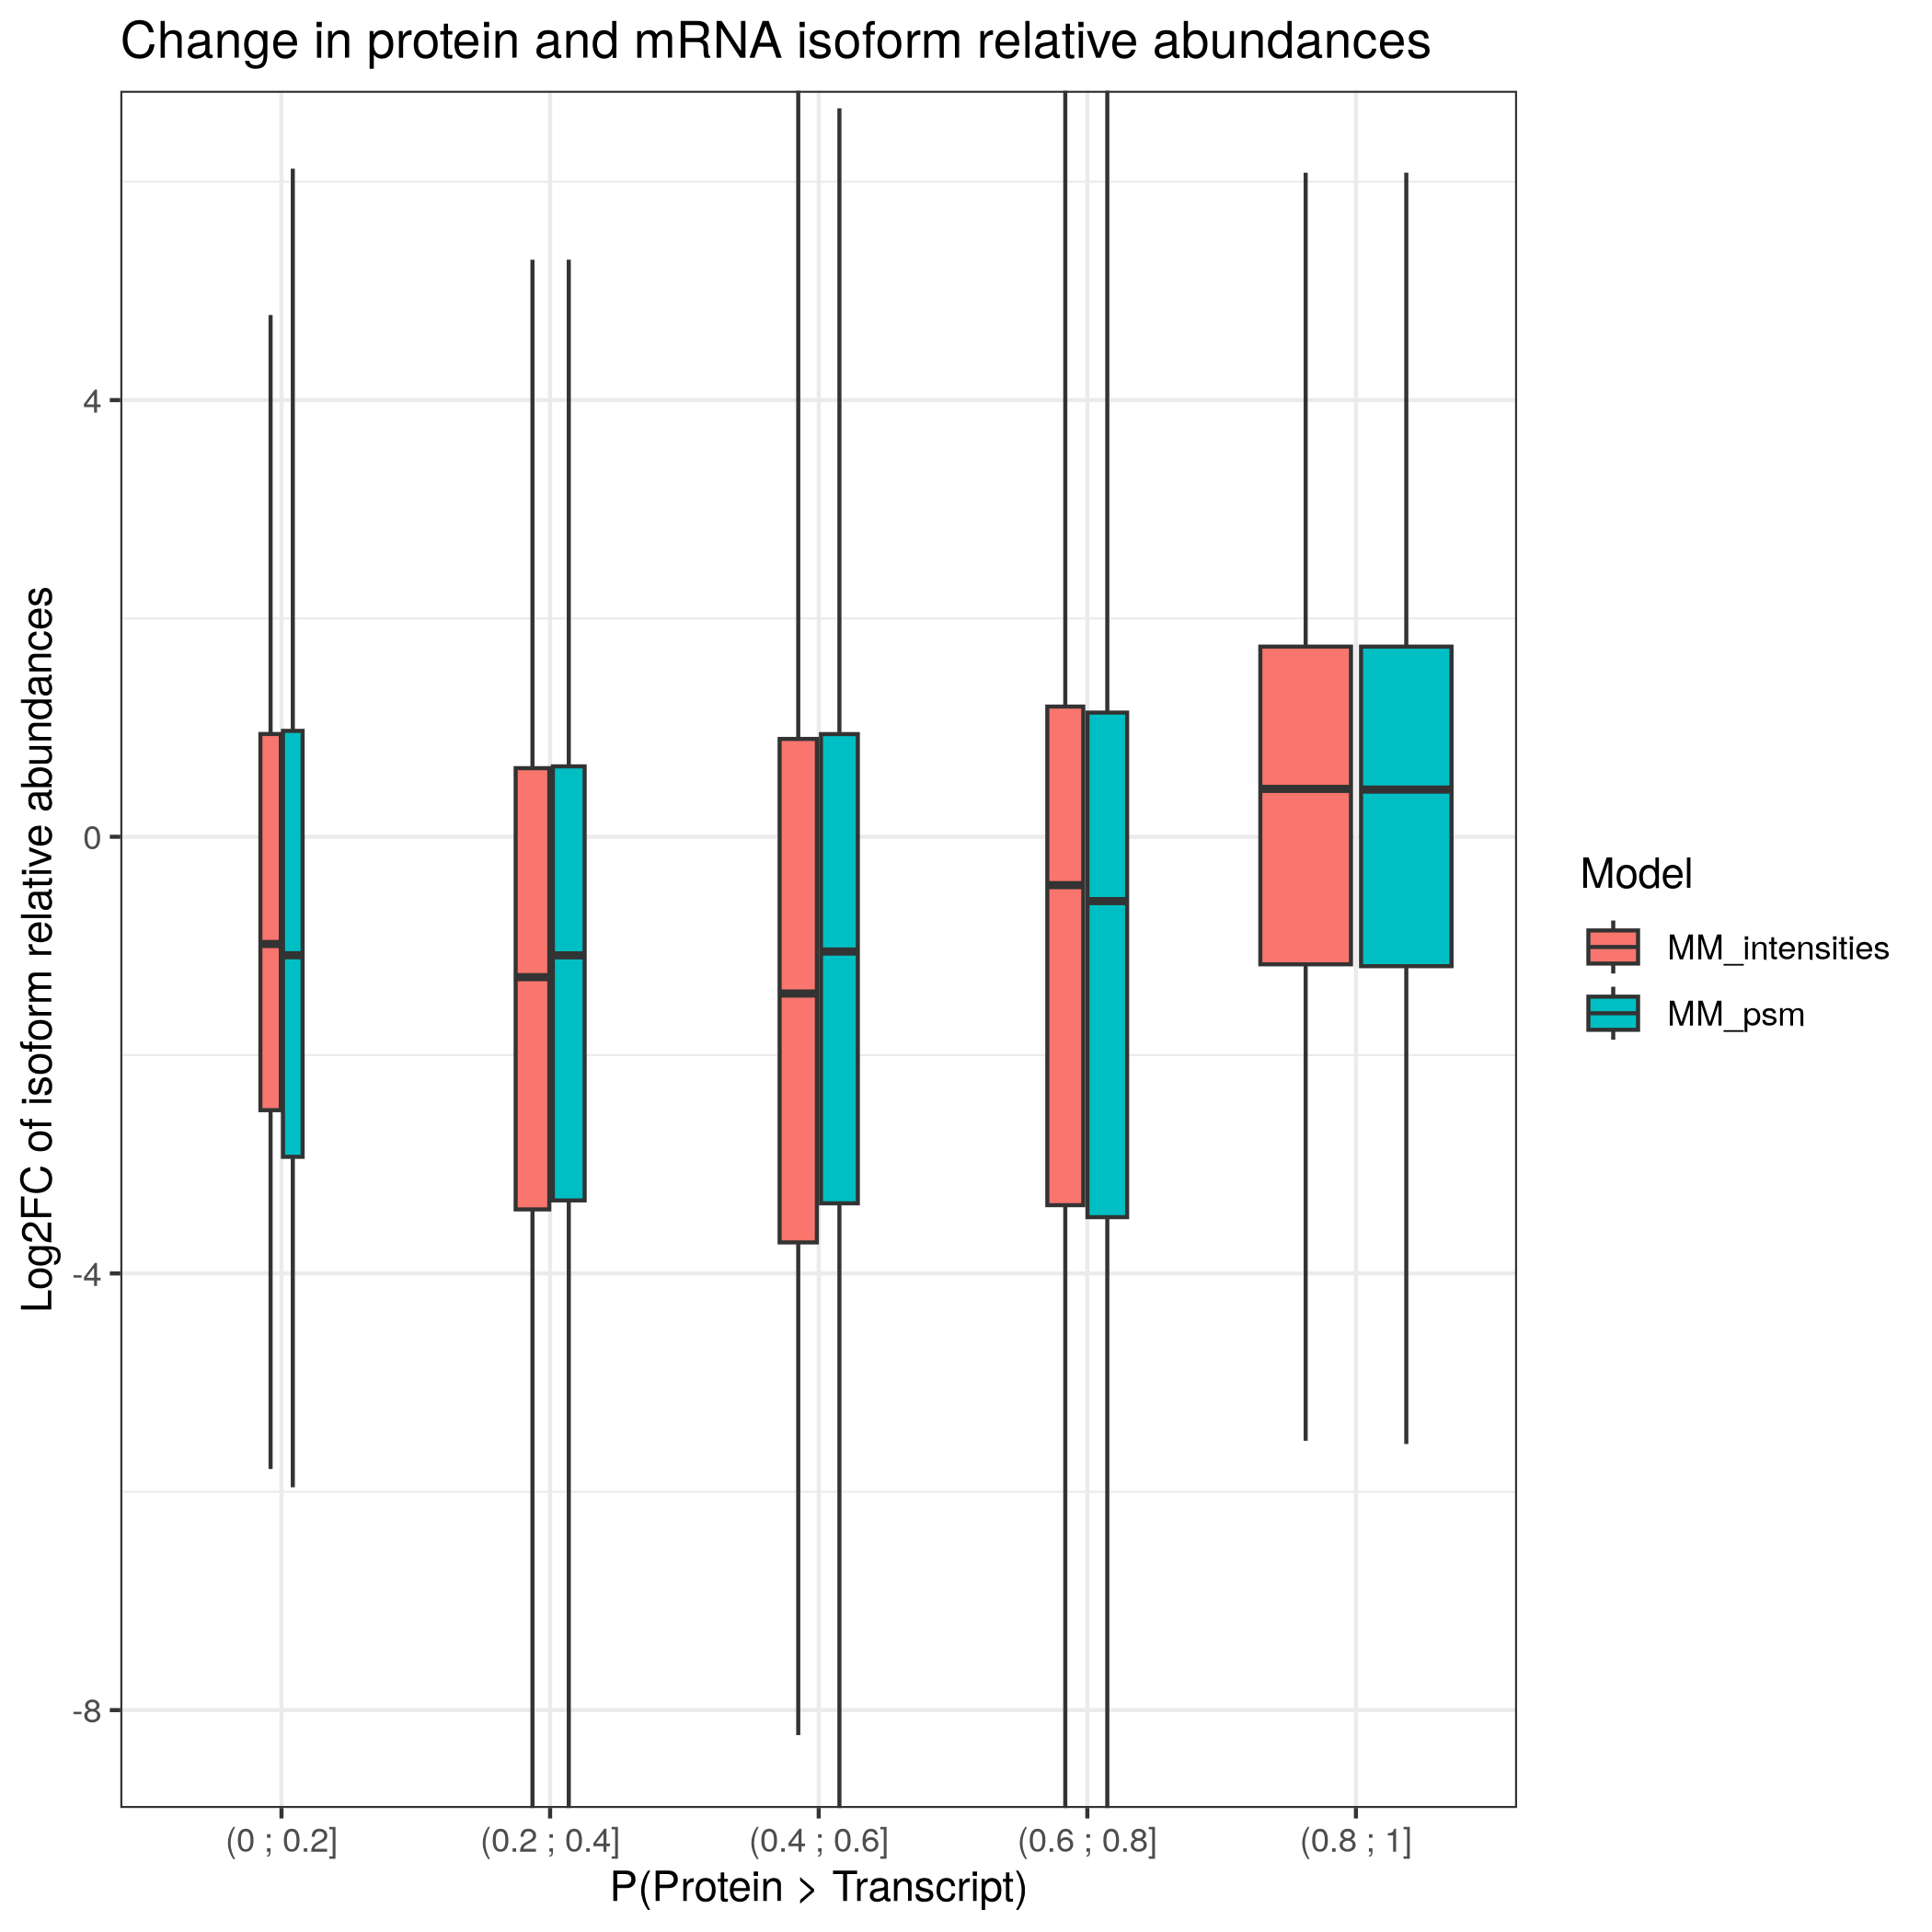 Change in protein and mRNA isoform relative abundances
Log2FC of isoform relative abundances
4
0
-4
-8
(0 ; 0.2]
(0.2 ; 0.4]
(0.4 ; 0.6]
(0.6 ; 0.8]
(0.8 ; 1]
P(Protein > Transcript)
Model
MM_intensities
MM_psm